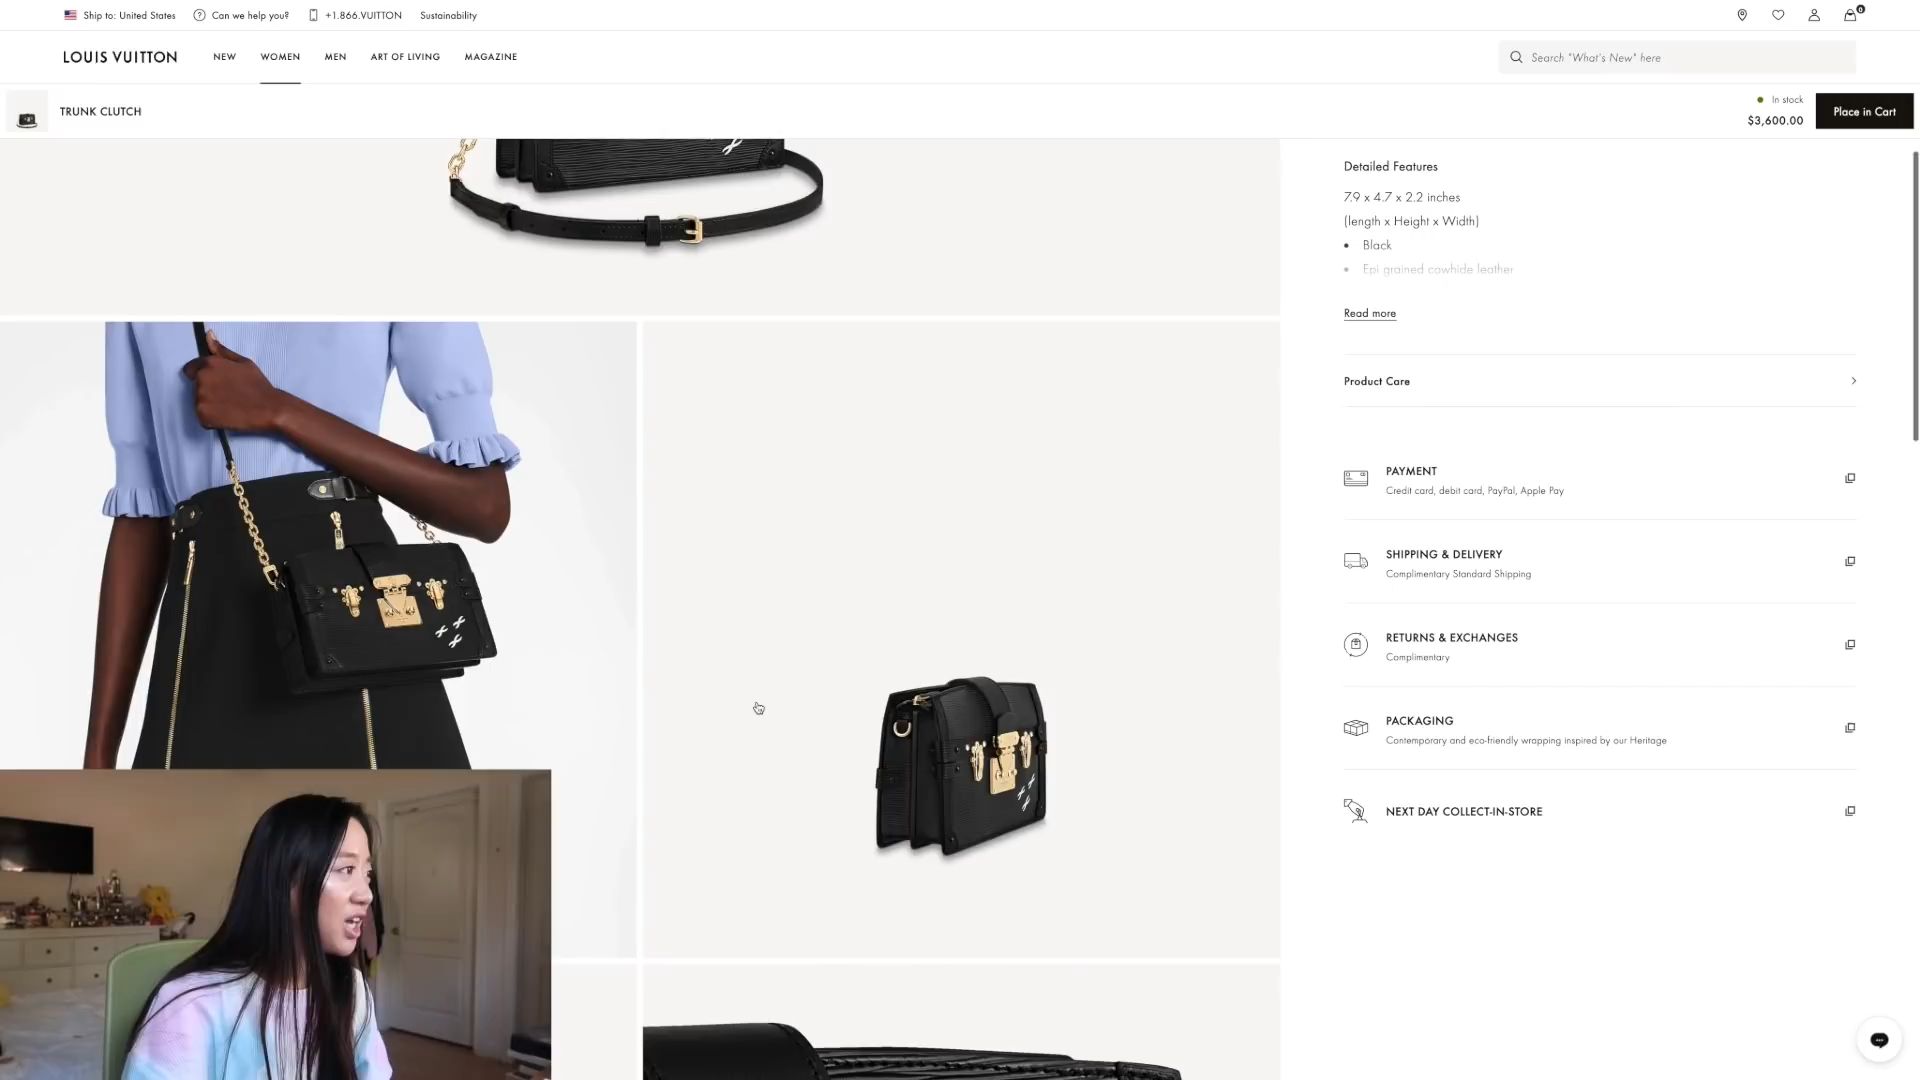 Ship to: United States
Can we help you?
+1.866.VUITTON
Sustainability
0
LOUIS VUITTON
NEW
WOMEN
MEN
ART OF LIVING
MAGAZINE
Search "What's New" here
TRUNK CLUTCH
In stock
$3,600.00
Place in Cart
Detailed Features
7.9 x 4.7 x 2.2 inches
(length x Height x Width)
• Black
• Epi grained cowhide leather
Read more
Product Care
PAYMENT
Credit card, debit card, PayPal, Apple Pay
SHIPPING & DELIVERY
Complimentary Standard Shipping
RETURNS & EXCHANGES
Complimentary
PACKAGING
Contemporary and eco-friendly wrapping inspired by our Heritage
NEXT DAY COLLECT-IN-STORE